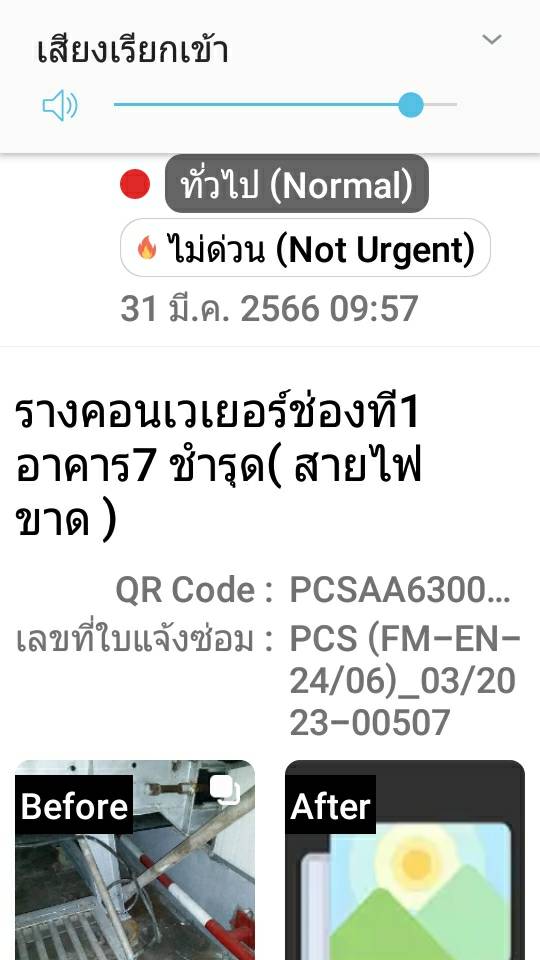 เสียงเรียกเข้า
ทั่วไป (Normal)
ไม่ด่วน (Not Urgent)
31 มี.ค. 2566 09:57
รางคอนเวเยอร์ช่องที่1
อาคาร7 ชำรุด( สายไฟ
ขาด )
QR Code : PCSAA6300...
เลขที่ใบแจ้งซ่อม : PCS (FM-EN-
24/06)_03/20
23-00507
Before
After